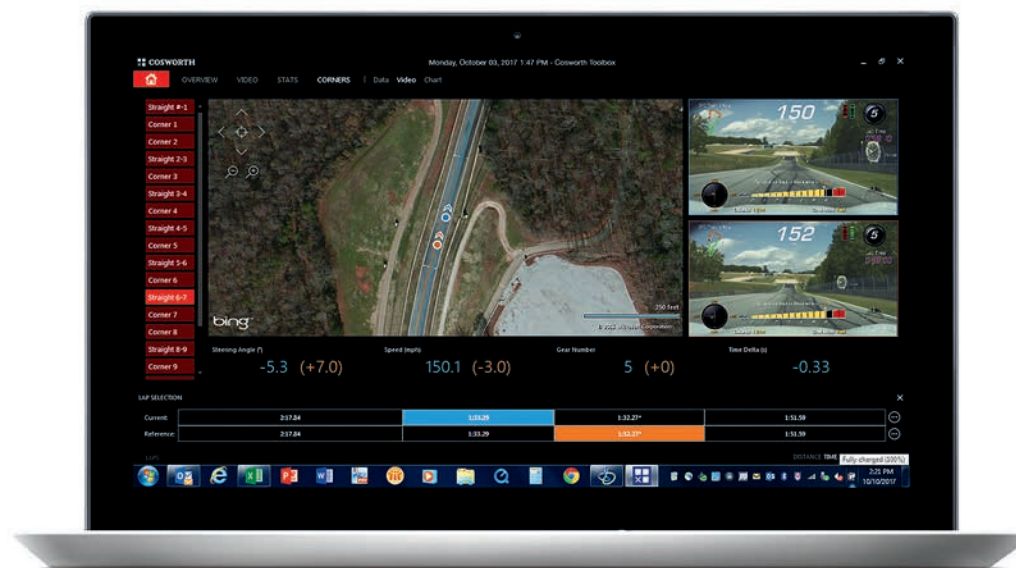 COSWORTH
Monday, October 03, 2017 1:47 PM - Cosworth Toolbox
OVERVIEW VIDEO STATS CORNERS | Data Video Chart
Straight #-1
Corner 1
Corner 2
Straight 2-3
Corner 3
Straight 3-4
Corner 4
Straight 4-5
Corner 5
Straight 5-6
Corner 6
Straight 6-7
Corner 7
Corner 8
Straight 8-9
Corner 9
bing
250 feet
150
5
152
5
Steering Angle (°) Speed (mph) Gear Number Time Delta (s)
-5.3 (+7.0) 150.1 (-3.0) 5 (+0) -0.33
LAP SELECTION
Current: 2:17.84 1:33.29 1:32.27* 1:51.59
Reference: 2:17.84 1:33.29 1:32.27* 1:51.59
DISTANCE TIME
Fully charged (100%)
2:21 PM
10/10/2017